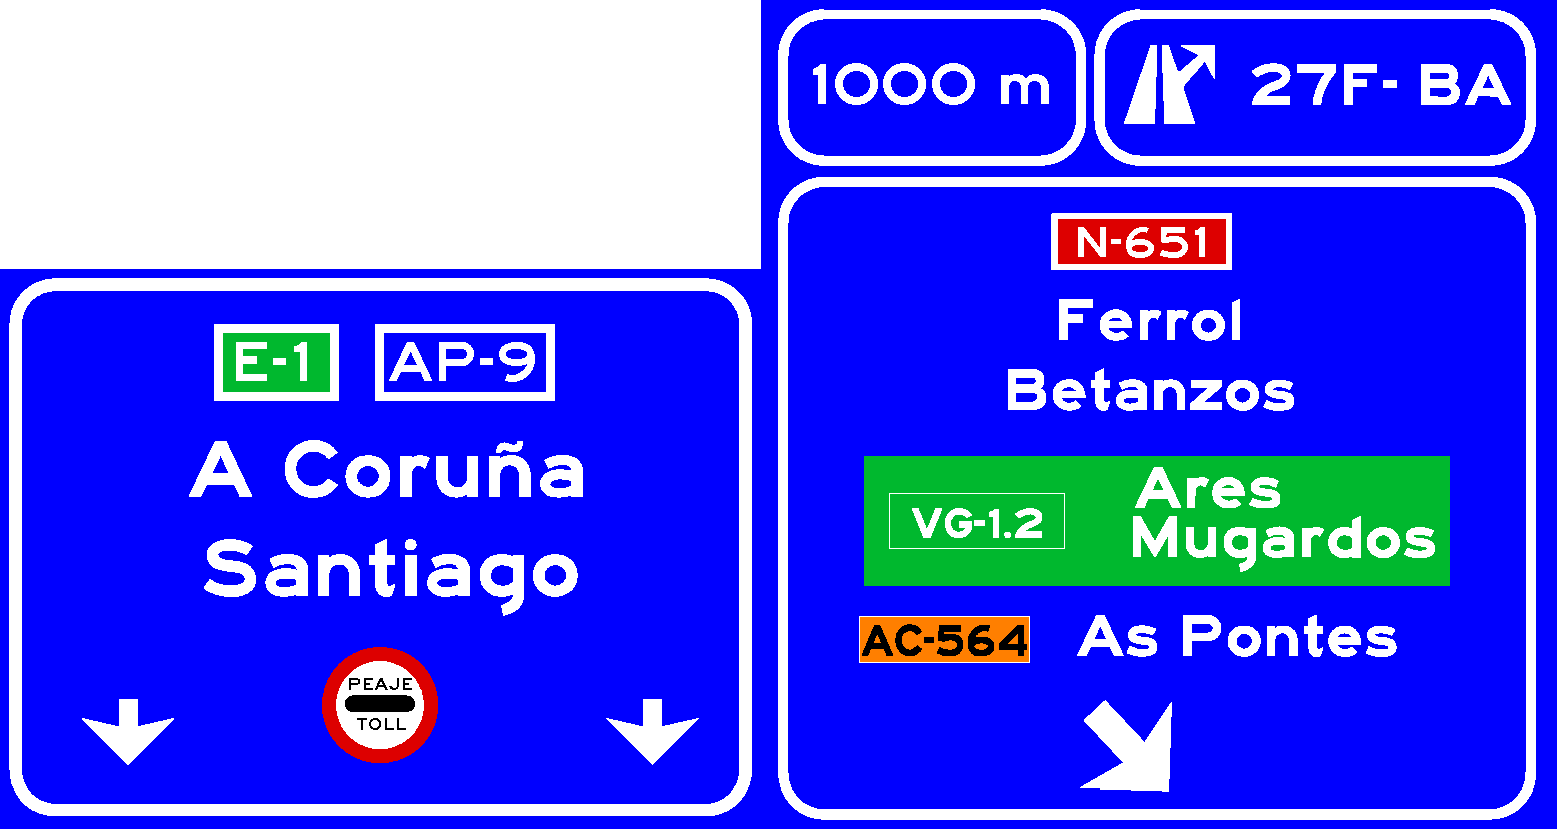 E-1 AP-9
A Coruña
Santiago
PEAJE
TOLL
1000 m
27F- BA
N-651
Ferrol
Betanzos
VG-1.2
Ares
Mugardos
AC-564 As Pontes